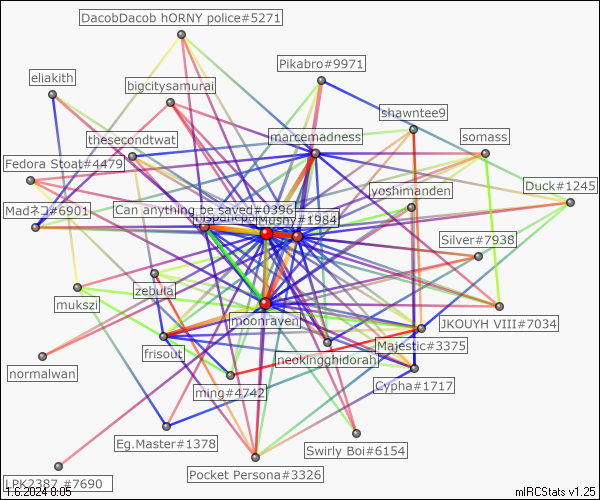 DacobDacob hORNY police#5271
Pikabro#9971
eliakith
bigcitysamurai
shawntee9
thesecondtwat
marcemadness
somass
Fedora Stoat#4479
Duck#1245
yoshimanden
Madネコ#6901
Can anything be saved#0396
Mushy#1984
Silver#7938
zebula
mukszi
moonraven
JKOUYH VIII#7034
Majestic#3375
frisout
neokingghidorah
normalwan
Cypha#1717
ming#4742
Eg.Master#1378
Swirly Boi#6154
Pocket Persona#3326
LPK2387 #7690
1.6.2024 8:05
mIRCStats v1.25